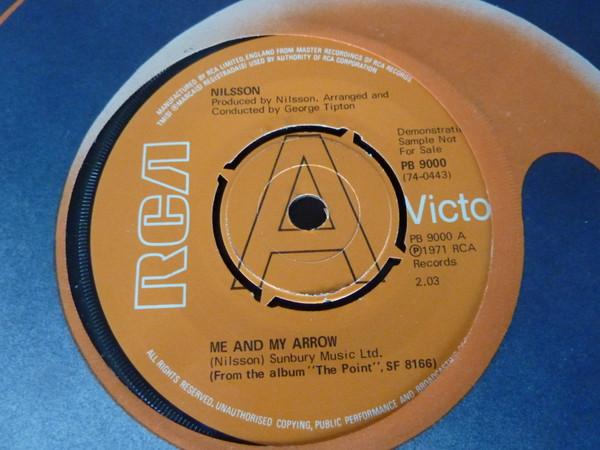 MANUFACTURED BY RCA LIMITED, ENGLAND FROM MASTER RECORDINGS OF RCA RECORDS
TM(S) ® MARCA(S) REGISTRADA(S) USED BY AUTHORITY OF RCA CORPORATION
NILSSON
Produced by Nilsson. Arranged and
Conducted by George Tipton
Demonstrati
Sample Not
For Sale
PB 9000
(74-0443)
RCA
A
Victo
PB 9000 A
Ⓟ1971 RCA
Records
2.03
ME AND MY ARROW
(Nilsson) Sunbury Music Ltd.
(From the album "The Point", SF 8166)
ALL RIGHTS RESERVED. UNAUTHORISED COPYING, PUBLIC PERFORMANCE AND